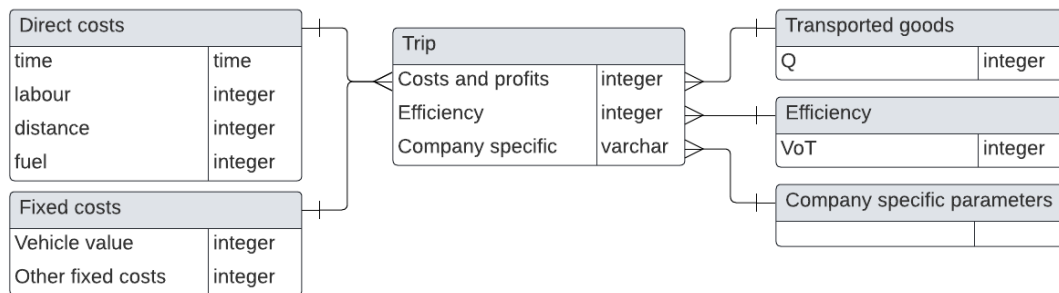 Direct costs
time time
labour integer
distance integer
fuel integer
Fixed costs
Vehicle value integer
Other fixed costs integer
Trip
Costs and profits integer
Efficiency integer
Company specific varchar
Transported goods
Q integer
Efficiency
VoT integer
Company specific parameters